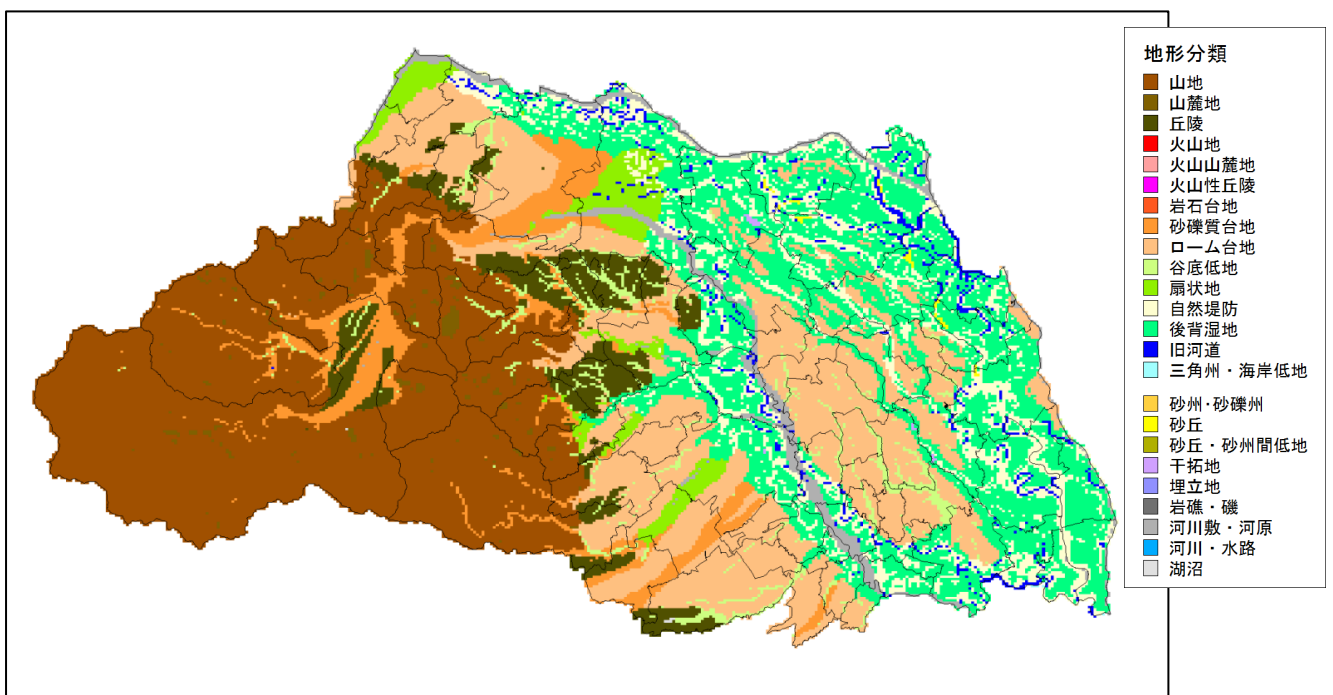 地形分類
山地
山麓地
丘陵
火山地
火山山麓地
火山性丘陵
岩石台地
砂礫質台地
ローム台地
谷底低地
扇状地
自然堤防
後背湿地
旧河道
三角州・海岸低地
砂州・砂礫州
砂丘
砂丘・砂州間低地
干拓地
埋立地
岩礁・磯
河川敷・河原
河川・水路
湖沼